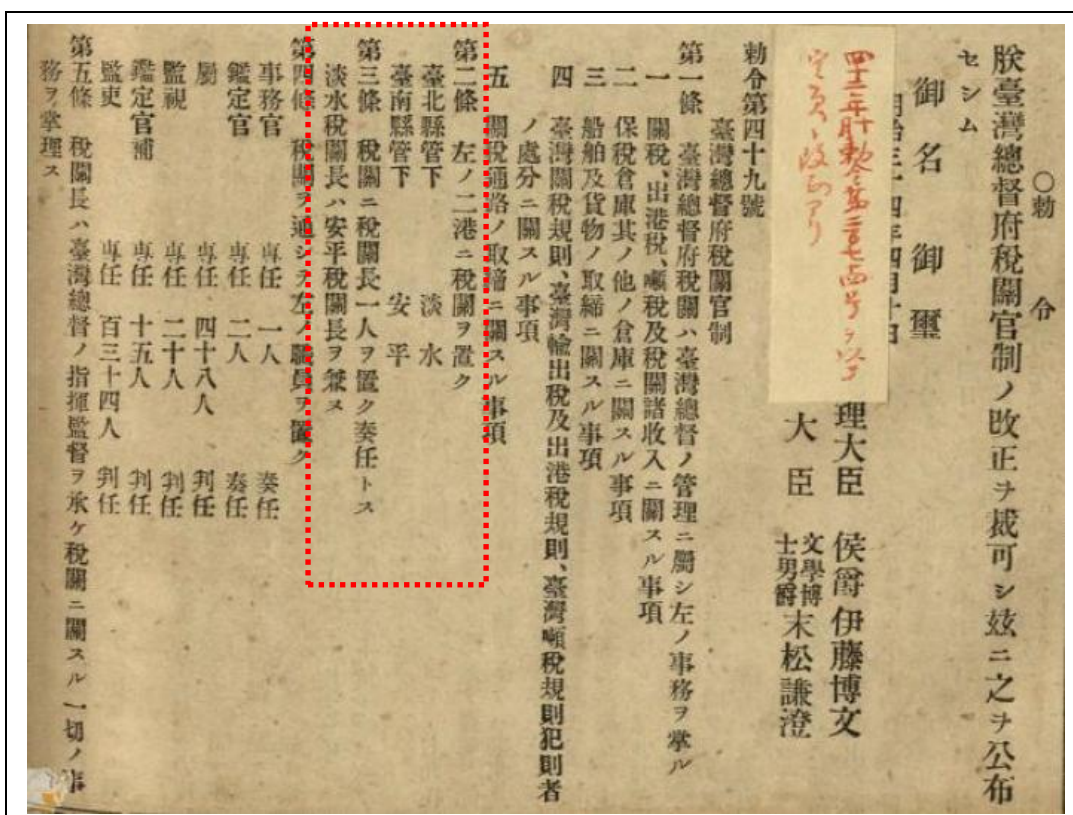 ○勅令
朕臺灣總督府稅關官制ノ改正ヲ裁可シ玆ニ之ヲ公布
セシム
御名御璽
明治三十四年四月十日
理大臣 侯爵伊藤博文
大臣 文學博士男爵末松謙澄
勅令第四十九號
臺灣總督府稅關官制
第一條 臺灣總督府稅關ハ臺灣總督ノ管理ニ屬シ左ノ事務ヲ掌ル
一 關稅、出港稅、噸稅及稅關諸收入ニ關スル事項
二 保稅倉庫其ノ他ノ倉庫ニ關スル事項
三 船舶及貨物ノ取締ニ關スル事項
四 臺灣關稅規則、臺灣輸出稅及出港稅規則、臺灣噸稅規則犯則者
ノ處分ニ關スル事項
五 關稅通路ノ取締ニ關スル事項
第二條 左ノ二港ニ稅關ヲ置ク
臺北縣管下 淡水
臺南縣管下 安平
第三條 稅關ニ稅關長一人ヲ置ク奏任トス
淡水稅關長ハ安平稅關長ヲ兼ヌ
第四條 稅關ヲ通シテ左ノ職員ヲ置ク
事務官 專任 一人 奏任
鑑定官 專任 二人 奏任
屬 專任 四十八人 判任
監視 專任 二十人 判任
鑑定官補 專任 十五人 判任
監吏 專任 百三十四人 判任
第五條 稅關長ハ臺灣總督ノ指揮監督ヲ承ケ稅關ニ關スル一切ノ事
務ヲ掌理ス